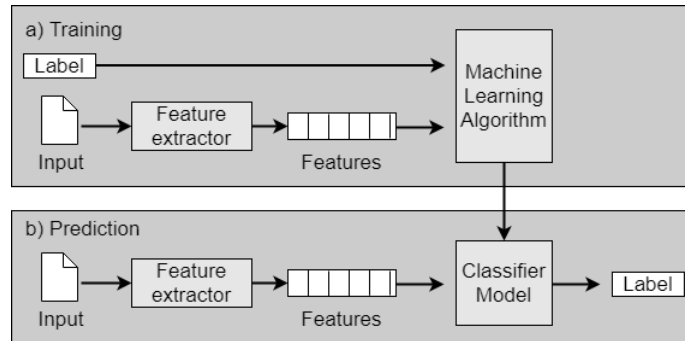 a) Training
Label
Machine
Learning
Algorithm
Feature
extractor
Input
Features
b) Prediction
Feature
extractor
Classifier
Model
Label
Input
Features